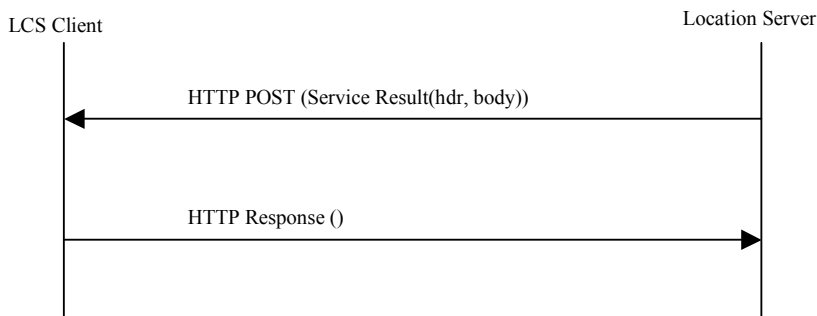 LCS Client
Location Server
HTTP POST (Service Result(hdr, body))
HTTP Response ()